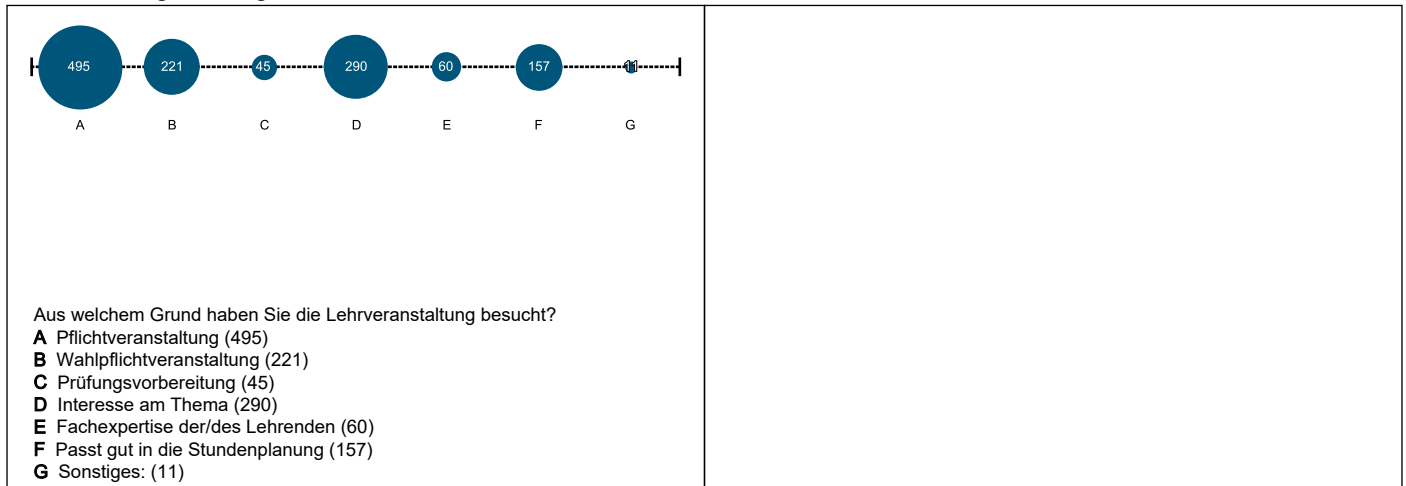 495 221 45 290 60 157 11
A B C D E F G
Aus welchem Grund haben Sie die Lehrveranstaltung besucht?
A Pflichtveranstaltung (495)
B Wahlpflichtveranstaltung (221)
C Prüfungsvorbereitung (45)
D Interesse am Thema (290)
E Fachexpertise der/des Lehrenden (60)
F Passt gut in die Stundenplanung (157)
G Sonstiges: (11)